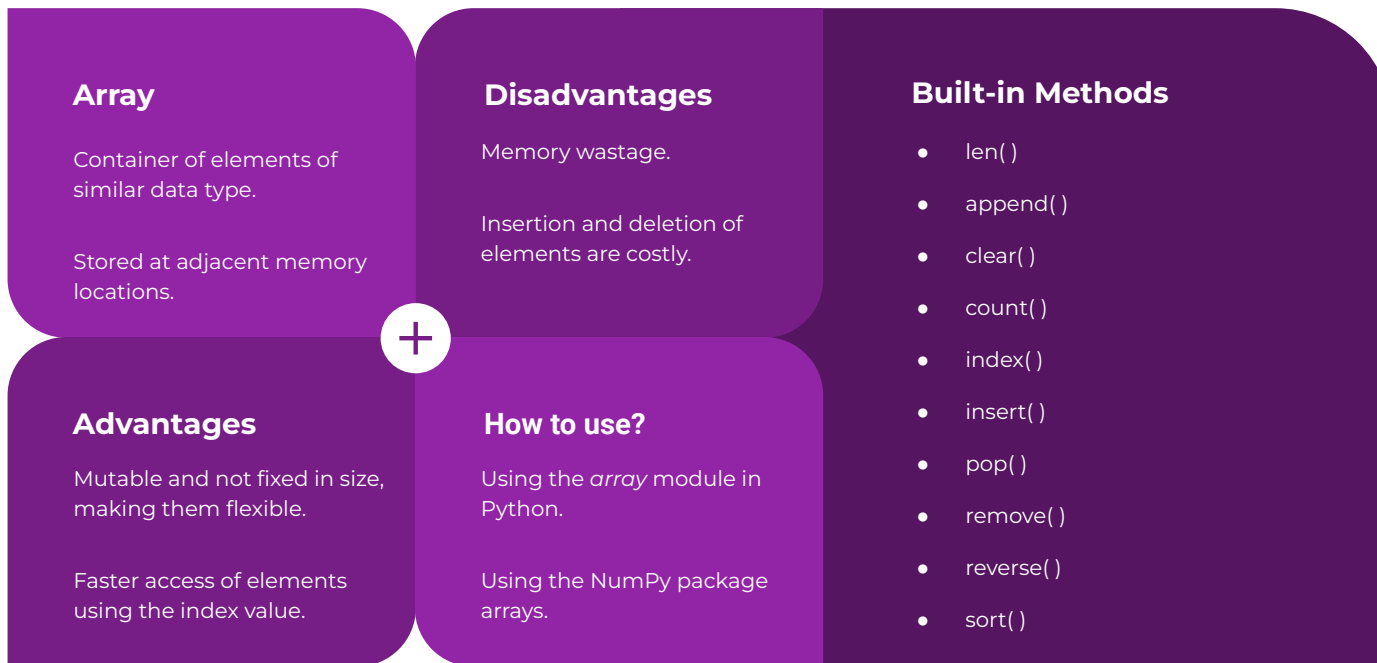 Array
Container of elements of
similar data type.
Stored at adjacent memory
locations.
Disadvantages
Memory wastage.
Insertion and deletion of
elements are costly.
Advantages
Mutable and not fixed in size,
making them flexible.
Faster access of elements
using the index value.
How to use?
Using the array module in
Python.
Using the NumPy package
arrays.
Built-in Methods
● len( )
● append( )
● clear( )
● count( )
● index( )
● insert( )
● pop( )
● remove( )
● reverse( )
● sort( )